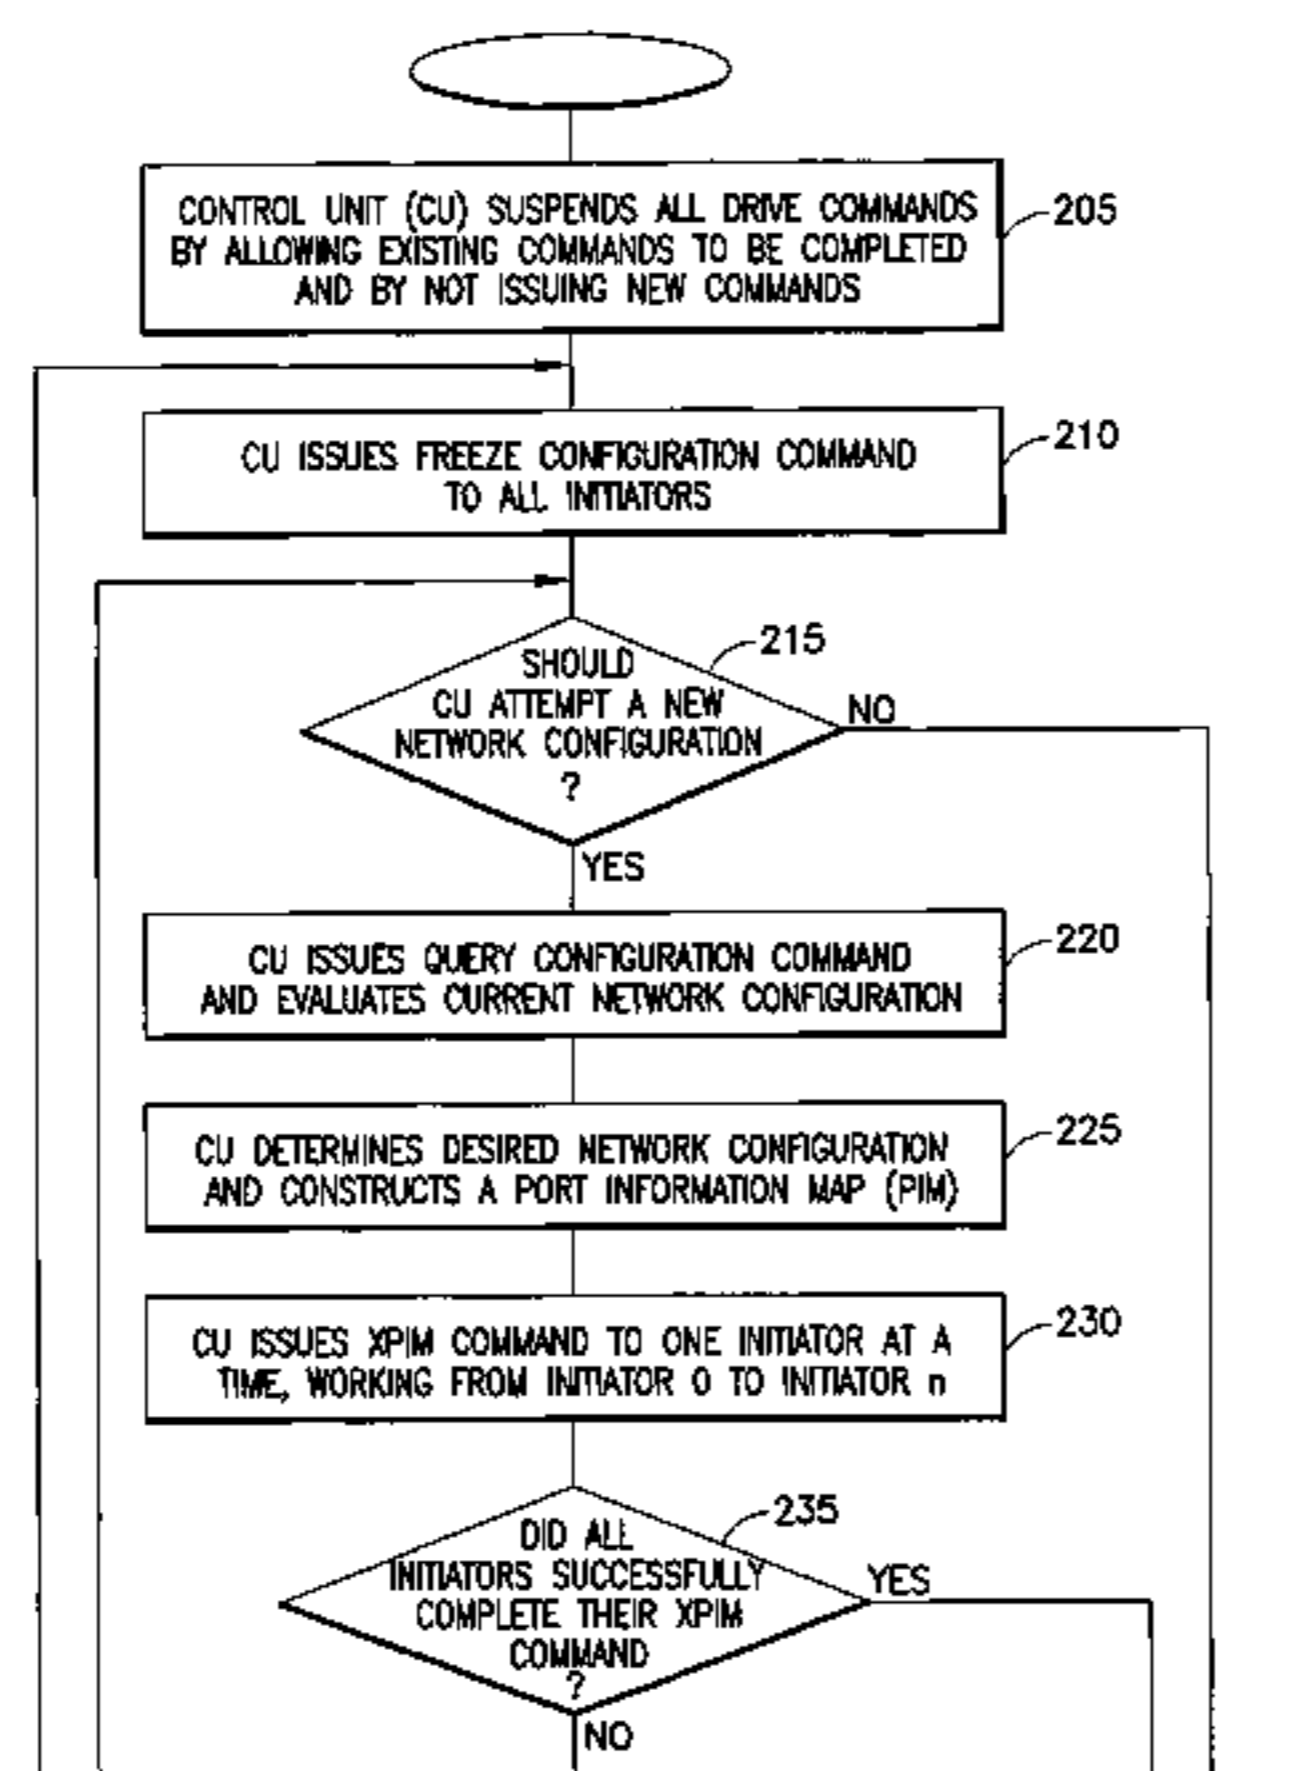 CONTROL UNIT (CU) SUSPENDS ALL DRIVE COMMANDS
BY ALLOWING EXISTING COMMANDS TO BE COMPLETED
AND BY NOT ISSUING NEW COMMANDS
205
CU ISSUES FREEZE CONFIGURATION COMMAND
TO ALL INITIATORS
210
SHOULD
CU ATTEMPT A NEW
NETWORK CONFIGURATION
?
215
NO
YES
CU ISSUES QUERY CONFIGURATION COMMAND
AND EVALUATES CURRENT NETWORK CONFIGURATION
220
CU DETERMINES DESIRED NETWORK CONFIGURATION
AND CONSTRUCTS A PORT INFORMATION MAP (PIM)
225
CU ISSUES XPIM COMMAND TO ONE INITIATOR AT A
TIME, WORKING FROM INITIATOR 0 TO INITIATOR n
230
DID ALL
INITIATORS SUCCESSFULLY
COMPLETE THEIR XPIM
COMMAND
?
235
YES
NO